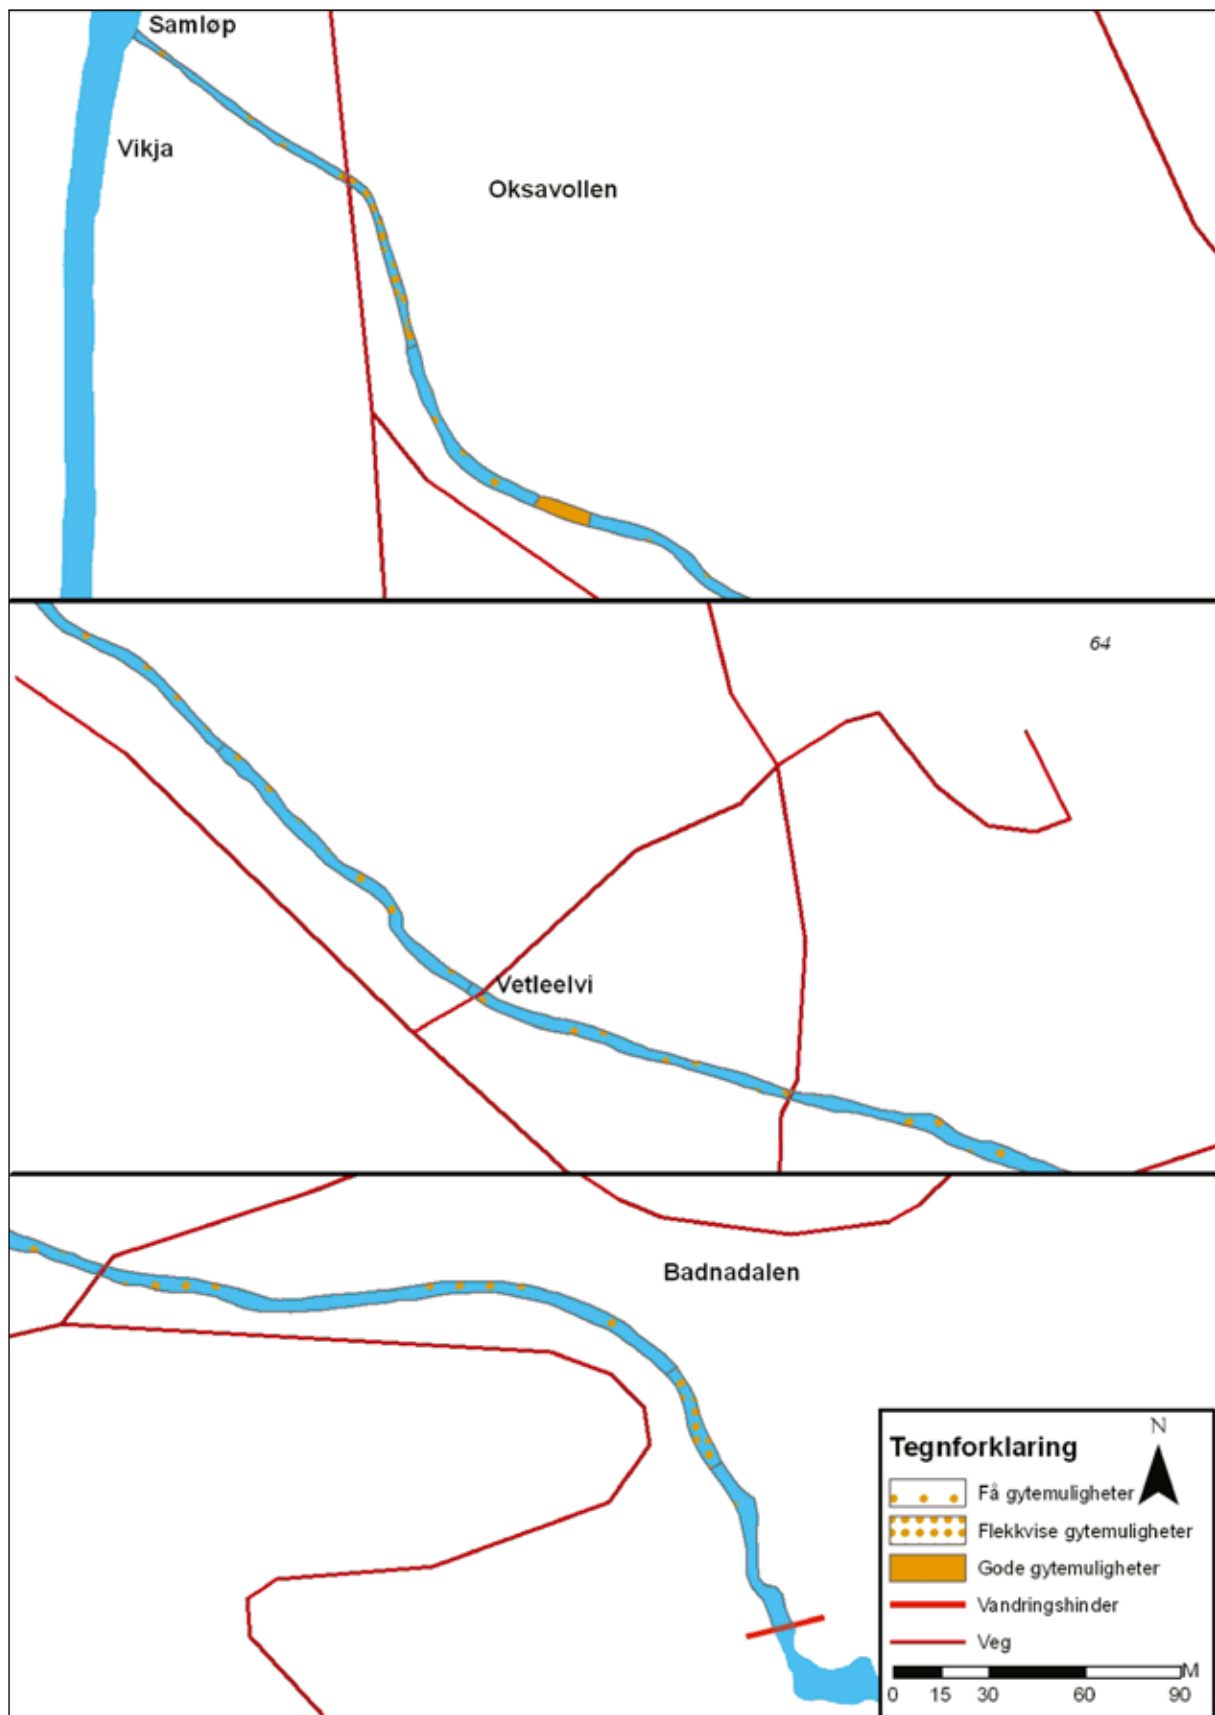 Samløp
Vikja
Oksavollen
64
Vetleelvi
Badnadalen
Tegnforklaring
N
Få gytemuligheter
Flekkvise gytemuligheter
Gode gytemuligheter
Vandringshinder
Veg
M
0 15 30 60 90